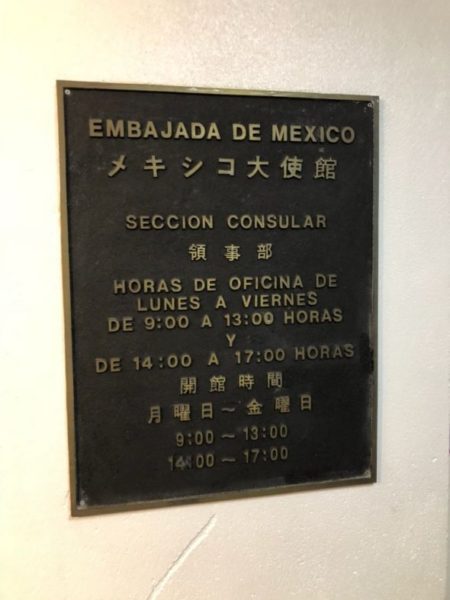 EMBAJADA DE MEXICO
メキシコ大使館
SECCION CONSULAR
領事部
HORAS DE OFICINA DE
LUNES A VIERNES
DE 9:00 A 13:00 HORAS
Y
DE 14:00 A 17:00 HORAS
開館時間
月曜日～金曜日
9:00～13:00
14:00～17:00